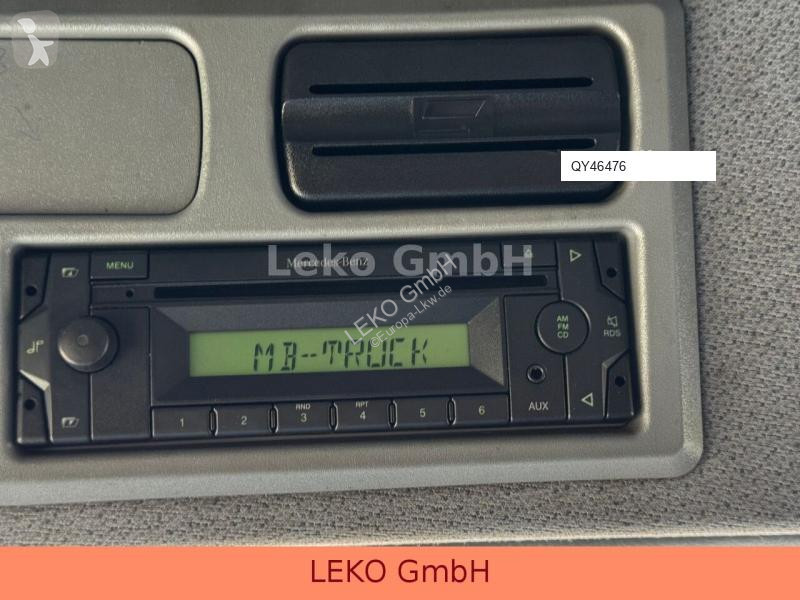 QY46476
Leko GmbH
Mercedes-Benz
MENU
LEKO GmbH
©Europa-Lkw.de
AM
FM
CD
RDS
MB--TRUCK
AUX
RND
RPT
1 2 3 4 5 6
LEKO GmbH